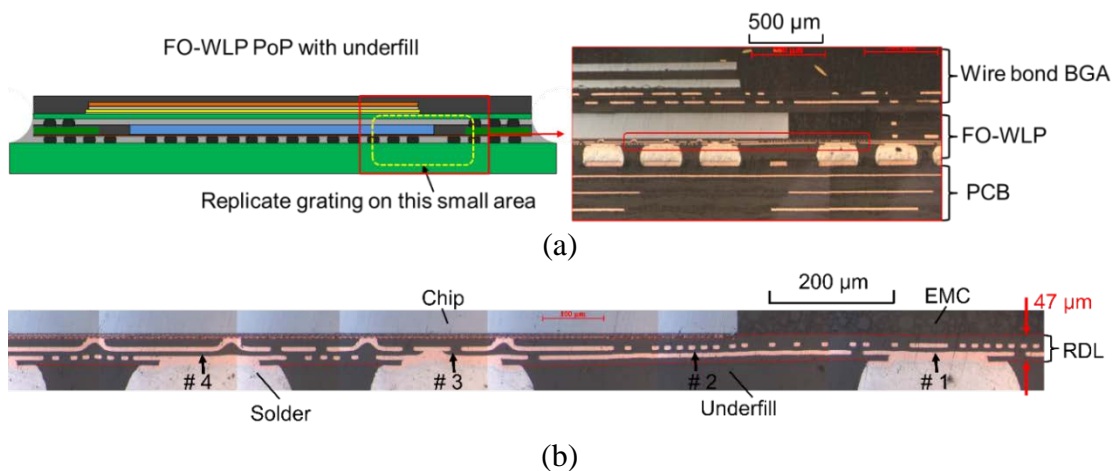 FO-WLP PoP with underfill
Replicate grating on this small area
500 μm
Wire bond BGA
FO-WLP
PCB
(a)
Chip
200 μm
EMC
47 μm
RDL
# 4
# 3
# 2
# 1
Solder
Underfill
(b)